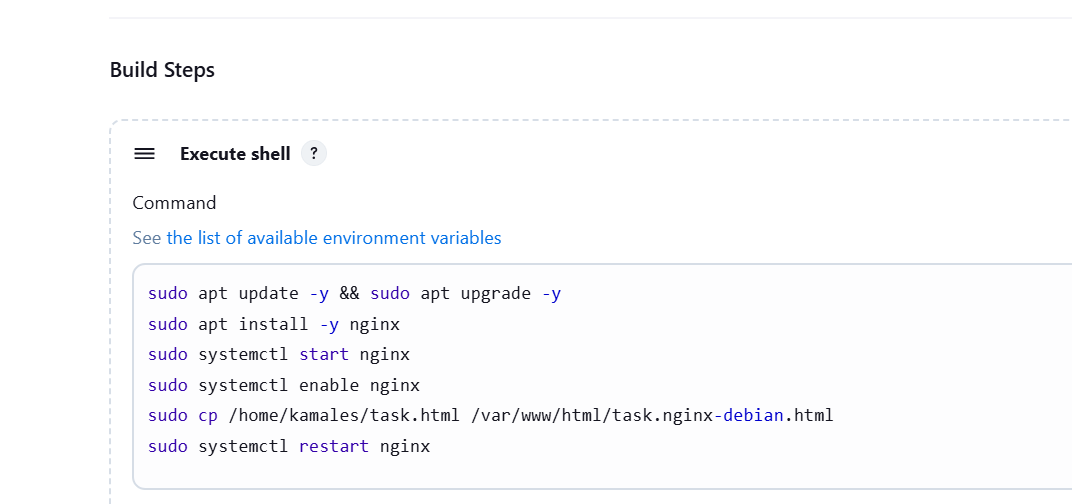 Build Steps
Execute shell ?
Command
See the list of available environment variables
sudo apt update -y && sudo apt upgrade -y
sudo apt install -y nginx
sudo systemctl start nginx
sudo systemctl enable nginx
sudo cp /home/kamales/task.html /var/www/html/task.nginx-debian.html
sudo systemctl restart nginx